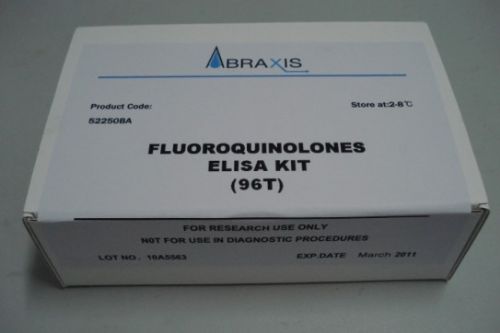 ABRAXIS
Product Code: Store at:2-8℃
52250BA
FLUOROQUINOLONES
ELISA KIT
(96T)
FOR RESEARCH USE ONLY
NOT FOR USE IN DIAGNOSTIC PROCEDURES
LOT NO. 10A5563 EXP.DATE March 2011